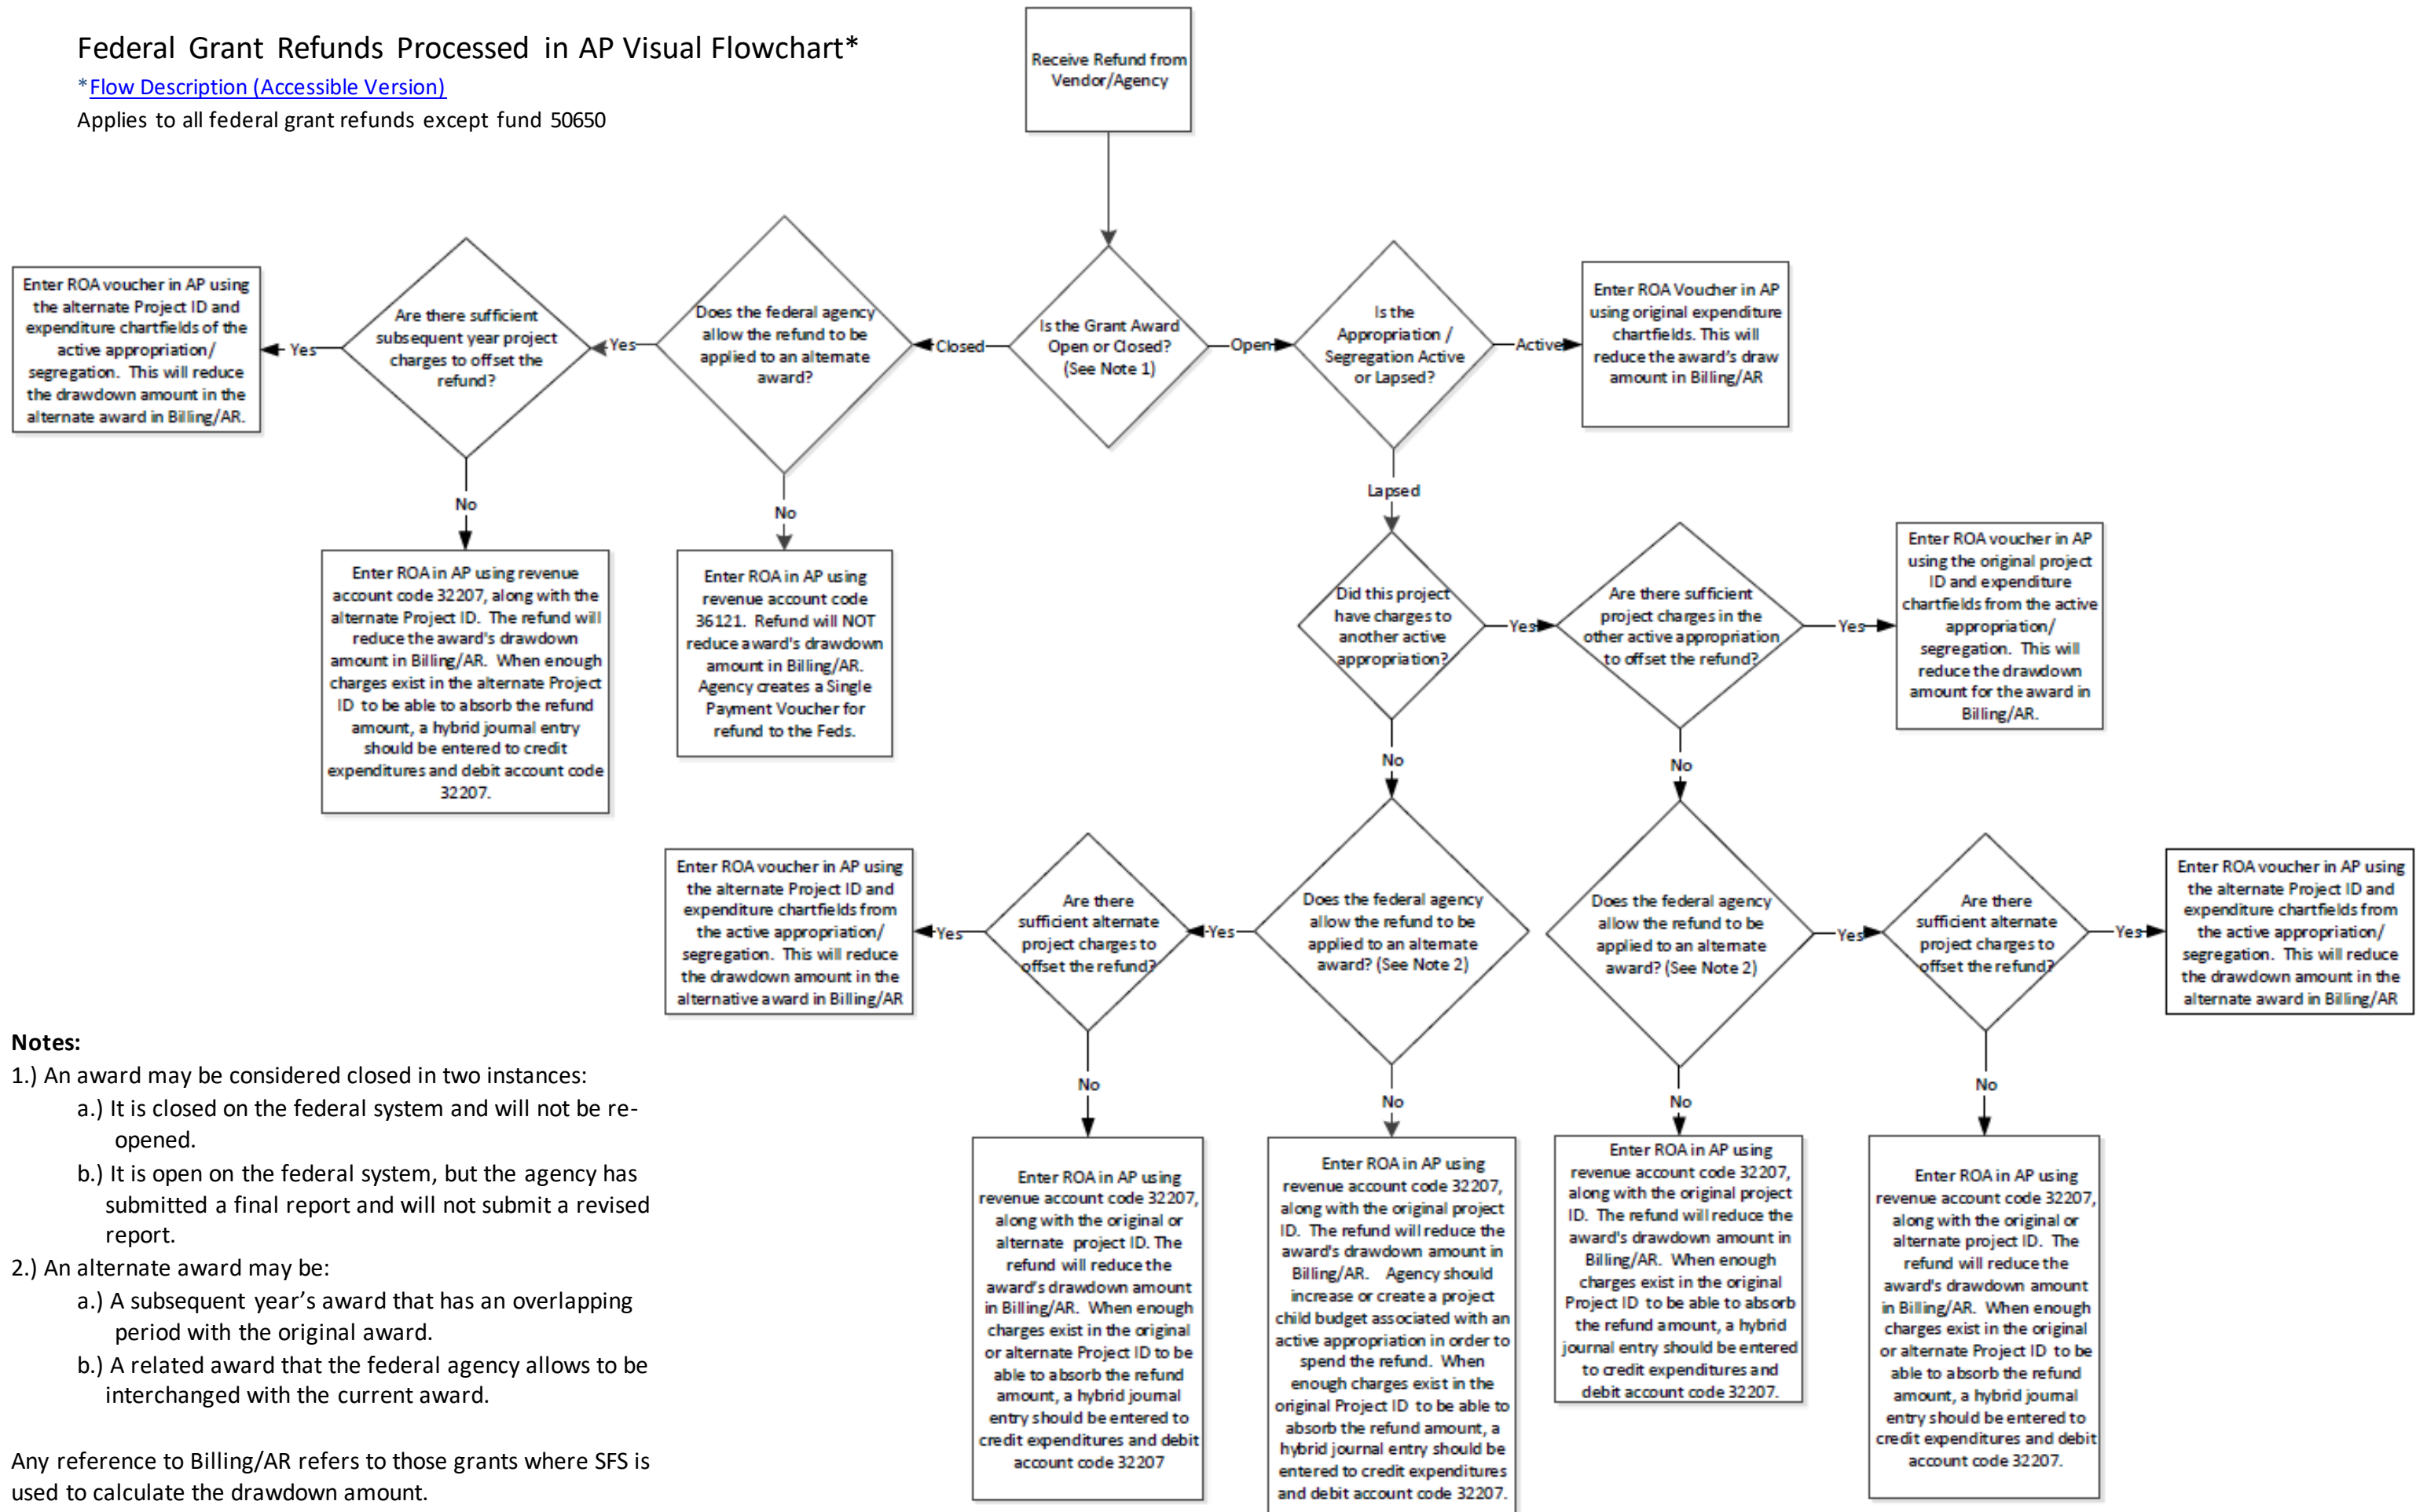 Federal Grant Refunds Processed in AP Visual Flowchart*
*Flow Description (Accessible Version)
Applies to all federal grant refunds except fund 50650
Receive Refund from
Vendor/Agency
Is the Grant Award
Open or Closed?
(See Note 1)
Closed
Open
Does the federal agency
allow the refund to be
applied to an alternate
award?
Yes
No
Are there sufficient
subsequent year project
charges to offset the
refund?
Yes
No
Enter ROA voucher in AP using
the alternate Project ID and
expenditure chartfields of the
active appropriation/
segregation. This will reduce
the drawdown amount in the
alternate award in Billing/AR.
Enter ROA in AP using revenue
account code 32207, along with the
alternate Project ID. The refund will
reduce the award's drawdown
amount in Billing/AR. When enough
charges exist in the alternate Project
ID to be able to absorb the refund
amount, a hybrid journal entry
should be entered to credit
expenditures and debit account code
32207.
Enter ROA in AP using
revenue account code
36121. Refund will NOT
reduce award's drawdown
amount in Billing/AR.
Agency creates a Single
Payment Voucher for
refund to the Feds.
Is the
Appropriation /
Segregation Active
or Lapsed?
Active
Lapsed
Enter ROA Voucher in AP
using original expenditure
chartfields. This will
reduce the award's draw
amount in Billing/AR
Did this project
have charges to
another active
appropriation?
Yes
No
Are there sufficient
project charges in the
other active appropriation
to offset the refund?
Yes
No
Enter ROA voucher in AP
using the original project
ID and expenditure
chartfields from the active
appropriation/
segregation. This will
reduce the drawdown
amount for the award in
Billing/AR.
Enter ROA voucher in AP using
the alternate Project ID and
expenditure chartfields from
the active appropriation/
segregation. This will reduce
the drawdown amount in the
alternative award in Billing/AR
Yes
Are there
sufficient alternate
project charges to
offset the refund?
Yes
No
Does the federal agency
allow the refund to be
applied to an alternate
award? (See Note 2)
No
Does the federal agency
allow the refund to be
applied to an alternate
award? (See Note 2)
Yes
No
Are there
sufficient alternate
project charges to
offset the refund?
Yes
No
Enter ROA voucher in AP using
the alternate Project ID and
expenditure chartfields from
the active appropriation/
segregation. This will reduce
the drawdown amount in the
alternate award in Billing/AR
Enter ROA in AP using
revenue account code 32207,
along with the original or
alternate project ID. The
refund will reduce the
award's drawdown amount
in Billing/AR. When enough
charges exist in the original
or alternate Project ID to be
able to absorb the refund
amount, a hybrid journal
entry should be entered to
credit expenditures and debit
account code 32207
Enter ROA in AP using
revenue account code 32207,
along with the original project
ID. The refund will reduce the
award's drawdown amount in
Billing/AR. Agency should
increase or create a project
child budget associated with an
active appropriation in order to
spend the refund. When
enough charges exist in the
original Project ID to be able to
absorb the refund amount, a
hybrid journal entry should be
entered to credit expenditures
and debit account code 32207.
Enter ROA in AP using
revenue account code 32207,
along with the original project
ID. The refund will reduce the
award's drawdown amount in
Billing/AR. When enough
charges exist in the original
Project ID to be able to absorb
the refund amount, a hybrid
journal entry should be entered
to credit expenditures and
debit account code 32207.
Enter ROA in AP using
revenue account code 32207,
along with the original or
alternate project ID. The
refund will reduce the
award's drawdown amount
in Billing/AR. When enough
charges exist in the original
or alternate Project ID to be
able to absorb the refund
amount, a hybrid journal
entry should be entered to
credit expenditures and debit
account code 32207.
Notes:
1.) An award may be considered closed in two instances:
a.) It is closed on the federal system and will not be re-
opened.
b.) It is open on the federal system, but the agency has
submitted a final report and will not submit a revised
report.
2.) An alternate award may be:
a.) A subsequent year's award that has an overlapping
period with the original award.
b.) A related award that the federal agency allows to be
interchanged with the current award.
Any reference to Billing/AR refers to those grants where SFS is
used to calculate the drawdown amount.